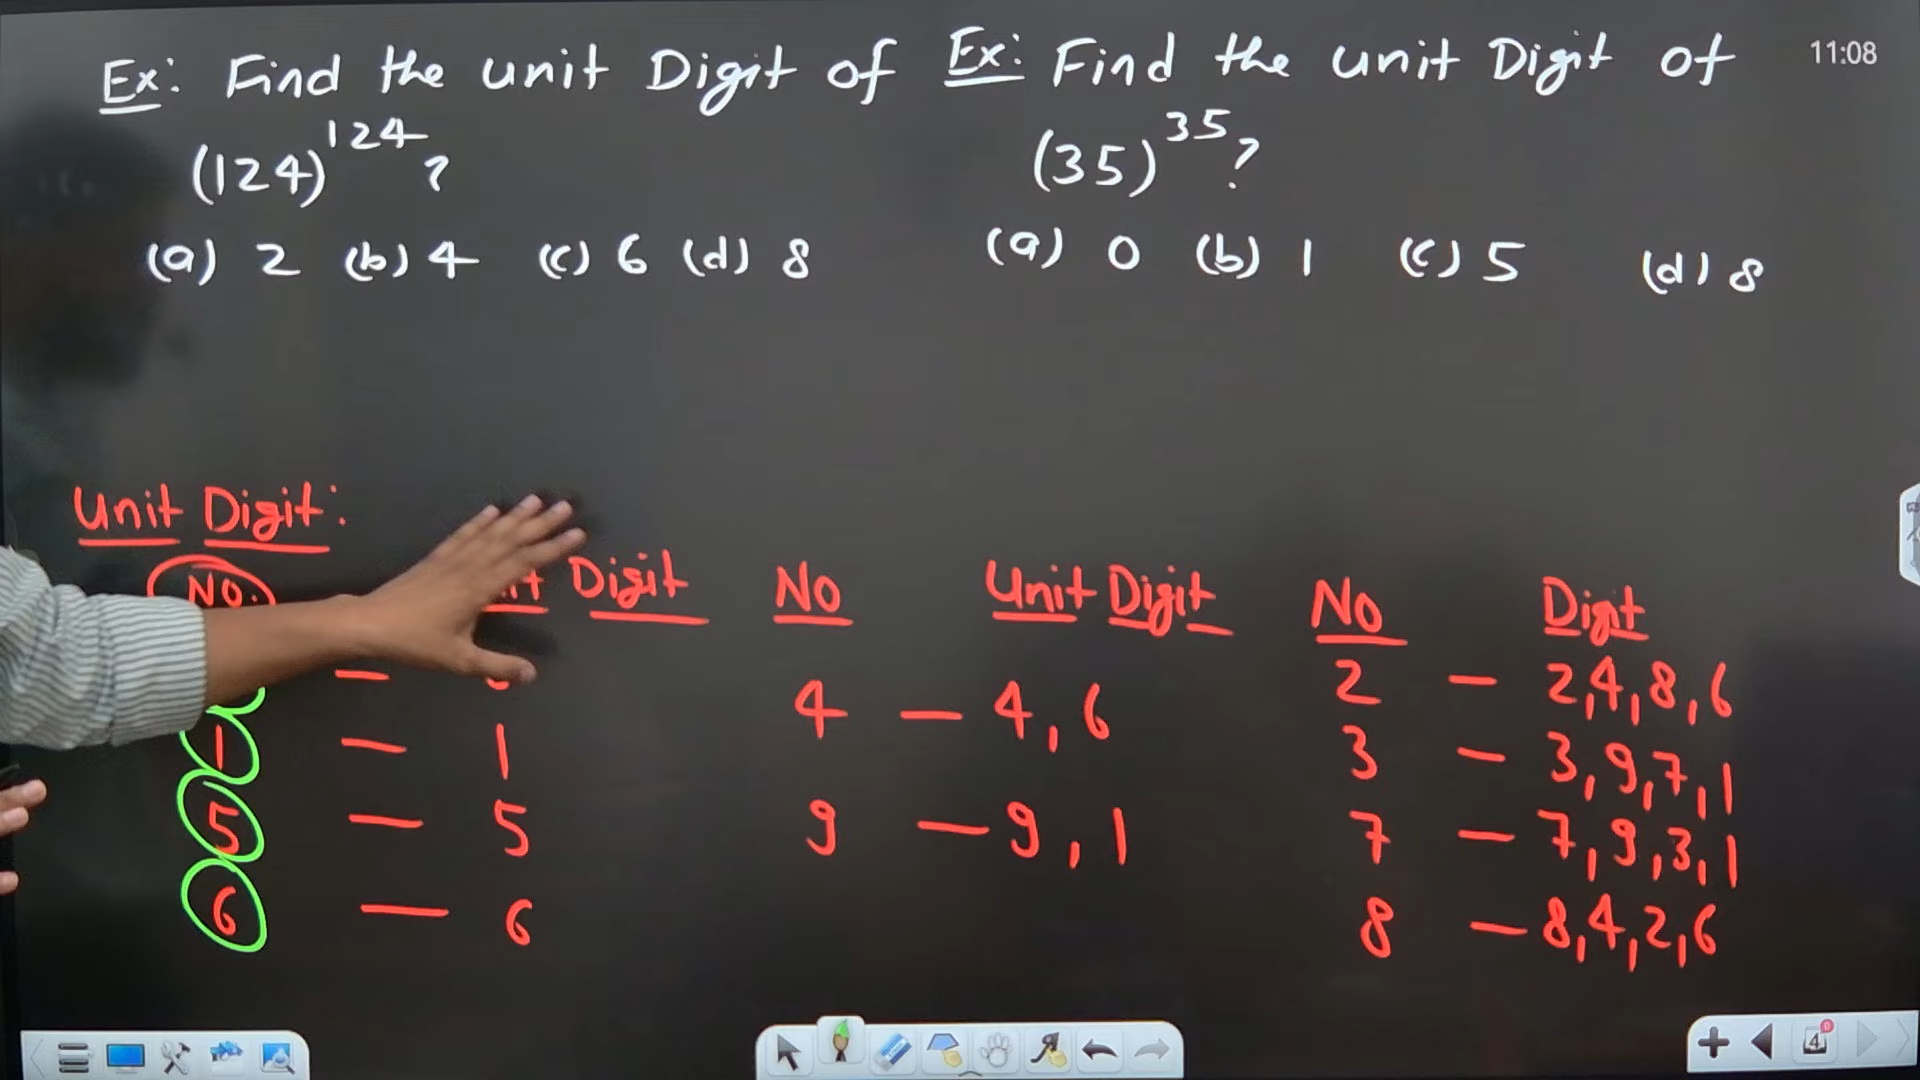 Ex: Find the unit Digit of
(124)^124 ?
(a) 2 (b) 4 (c) 6 (d) 8
Ex: Find the unit Digit of
(35)^35 ?
(a) 0 (b) 1 (c) 5 (d) 8
11:08
Unit Digit:
No. Digit
—
1 — 1
5 — 5
6 — 6
No Unit Digit
4 — 4, 6
9 — 9, 1
No Digit
2 — 2,4,8,6
3 — 3,9,7,1
7 — 7,9,3,1
8 — 8,4,2,6
4